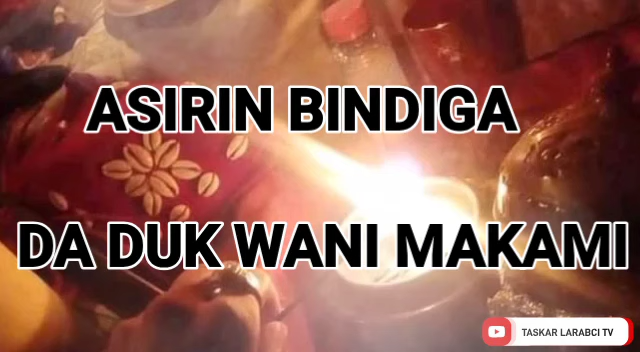 ASIRIN BINDIGA
DA DUK WANI MAKAMI
TASKAR LARABCI TV